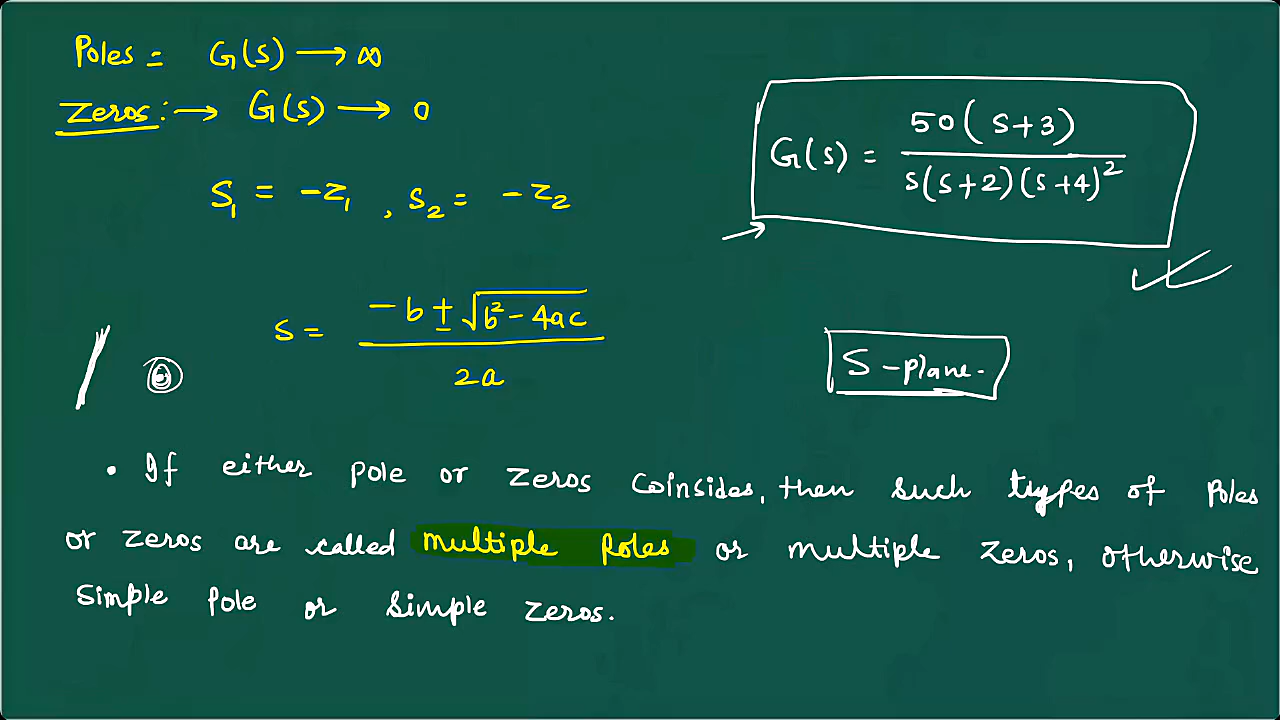 Poles = G(s) → ∞
Zeros: → G(s) → 0
G(s) = 50(s+3) / s(s+2)(s+4)²
S₁ = -z₁ , s₂ = -z₂
s = -b ± √b² - 4ac / 2a
S-plane.
• If either pole or zeros coinsides, then such types of poles
or zeros are called multiple poles or multiple zeros, otherwise
simple pole or simple zeros.